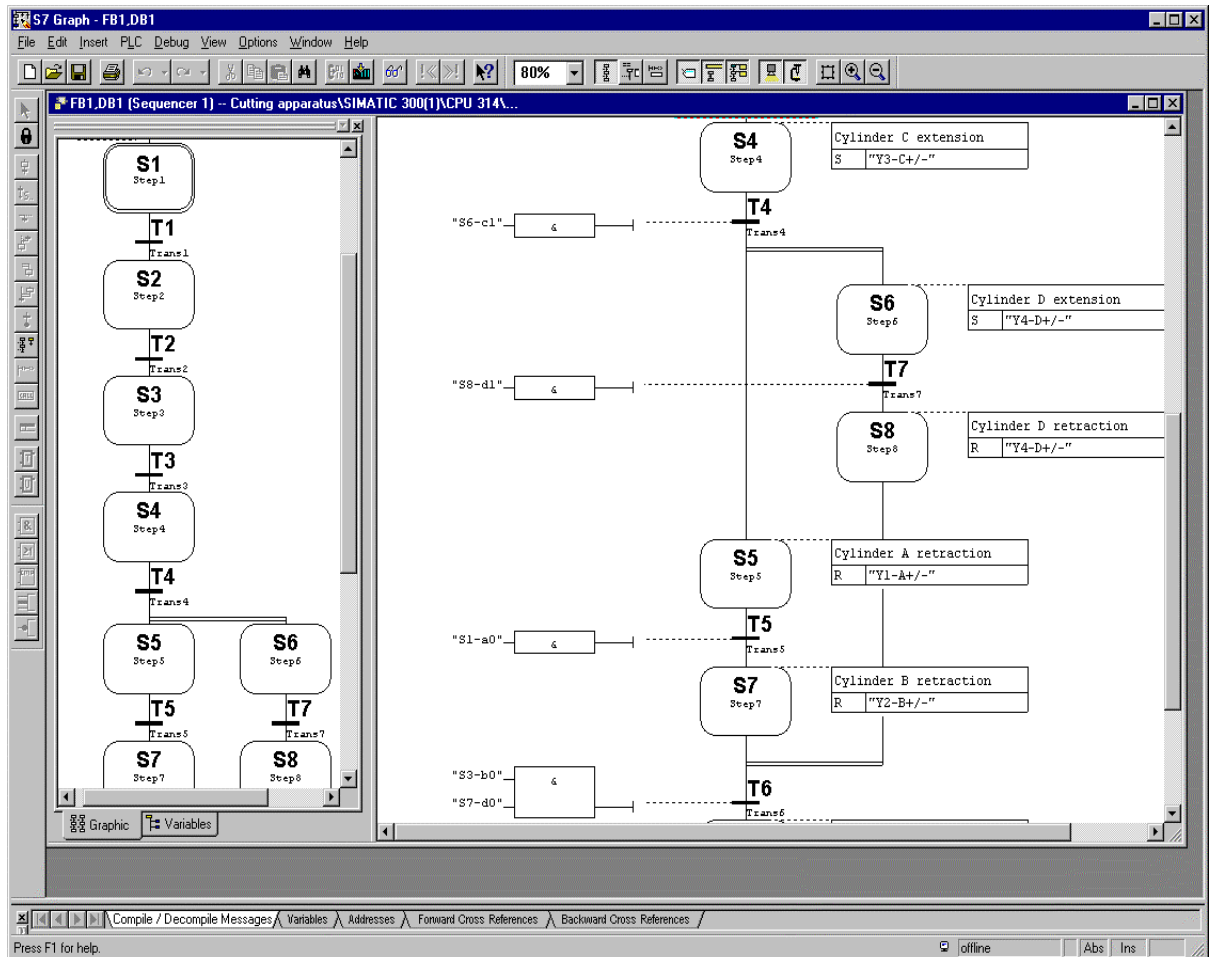 S7 Graph - FB1,DB1
File Edit Insert PLC Debug View Options Window Help
80%
FB1,DB1 (Sequencer 1) -- Cutting apparatus\SIMATIC 300(1)\CPU 314\...
S1
Step1
T1
Trans1
S2
Step2
T2
Trans2
S3
Step3
T3
Trans3
S4
Step4
T4
Trans4
S5
Step5
S6
Step6
T5
Trans5
T7
Trans7
S7
Step7
S8
Step8
Graphic
Variables
S4
Step4
Cylinder C extension
S "Y3-C+/-"
"S6-c1"
&
T4
Trans4
S6
Step6
Cylinder D extension
S "Y4-D+/-"
"S8-d1"
&
T7
Trans7
S8
Step8
Cylinder D retraction
R "Y4-D+/-"
S5
Step5
Cylinder A retraction
R "Y1-A+/-"
"S1-a0"
&
T5
Trans5
S7
Step7
Cylinder B retraction
R "Y2-B+/-"
"S3-b0"
&
"S7-d0"
T6
Trans6
Compile / Decompile Messages Variables Addresses Forward Cross References Backward Cross References
Press F1 for help.
offline
Abs
Ins